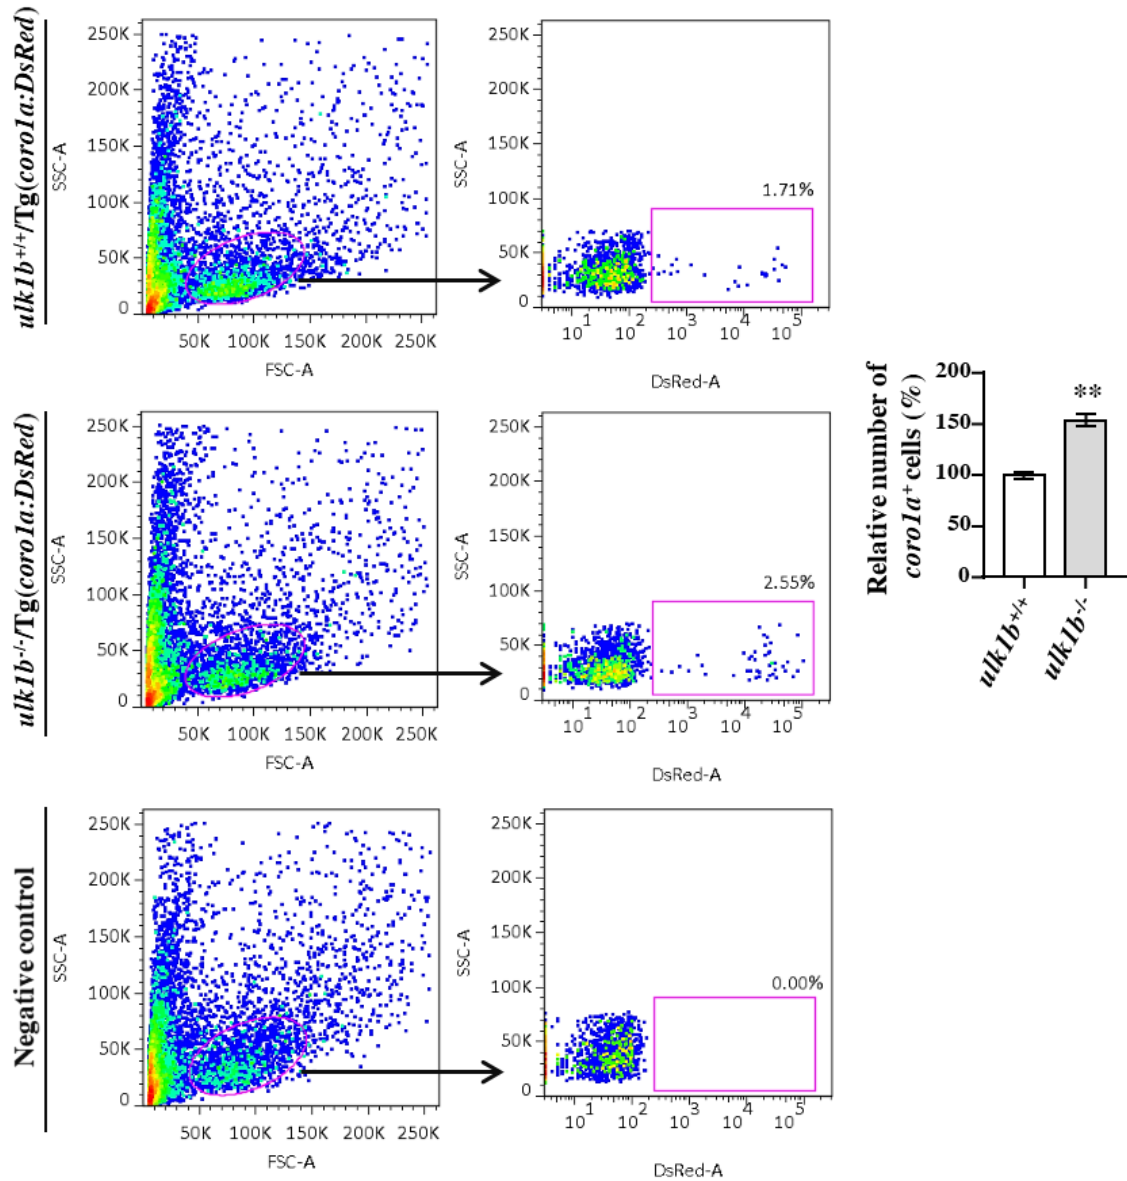 ulk1b+/+/Tg(coro1a:DsRed)
SSC-A
250K
200K
150K
100K
50K
0
50K 100K 150K 200K 250K
FSC-A
SSC-A
250K
200K
150K
100K
50K
0
1.71%
10^1 10^2 10^3 10^4 10^5
DsRed-A
ulk1b-/-/Tg(coro1a:DsRed)
SSC-A
250K
200K
150K
100K
50K
0
50K 100K 150K 200K 250K
FSC-A
SSC-A
250K
200K
150K
100K
50K
0
2.55%
10^1 10^2 10^3 10^4 10^5
DsRed-A
Relative number of
coro1a+ cells (%)
200
150
100
50
0
**
ulk1b+/+
ulk1b-/-
Negative control
SSC-A
250K
200K
150K
100K
50K
0
50K 100K 150K 200K 250K
FSC-A
SSC-A
250K
200K
150K
100K
50K
0
0.00%
10^1 10^2 10^3 10^4 10^5
DsRed-A